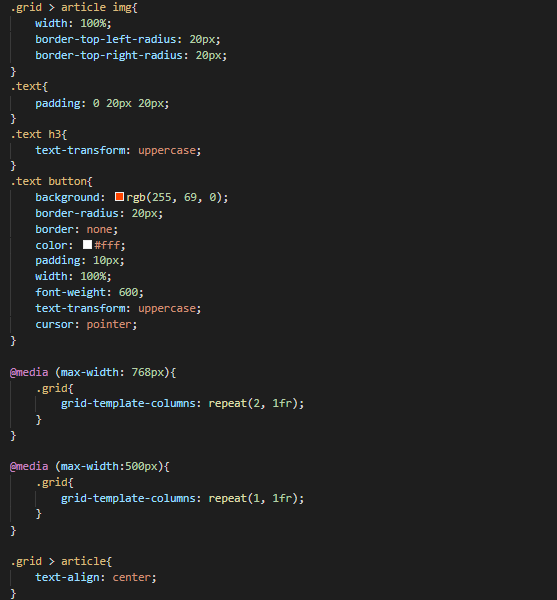 .grid > article img{
width: 100%;
border-top-left-radius: 20px;
border-top-right-radius: 20px;
}
.text{
padding: 0 20px 20px;
}
.text h3{
text-transform: uppercase;
}
.text button{
background: rgb(255, 69, 0);
border-radius: 20px;
border: none;
color: #fff;
padding: 10px;
width: 100%;
font-weight: 600;
text-transform: uppercase;
cursor: pointer;
}
@media (max-width: 768px){
.grid{
grid-template-columns: repeat(2, 1fr);
}
}
@media (max-width:500px){
.grid{
grid-template-columns: repeat(1, 1fr);
}
}
.grid > article{
text-align: center;
}